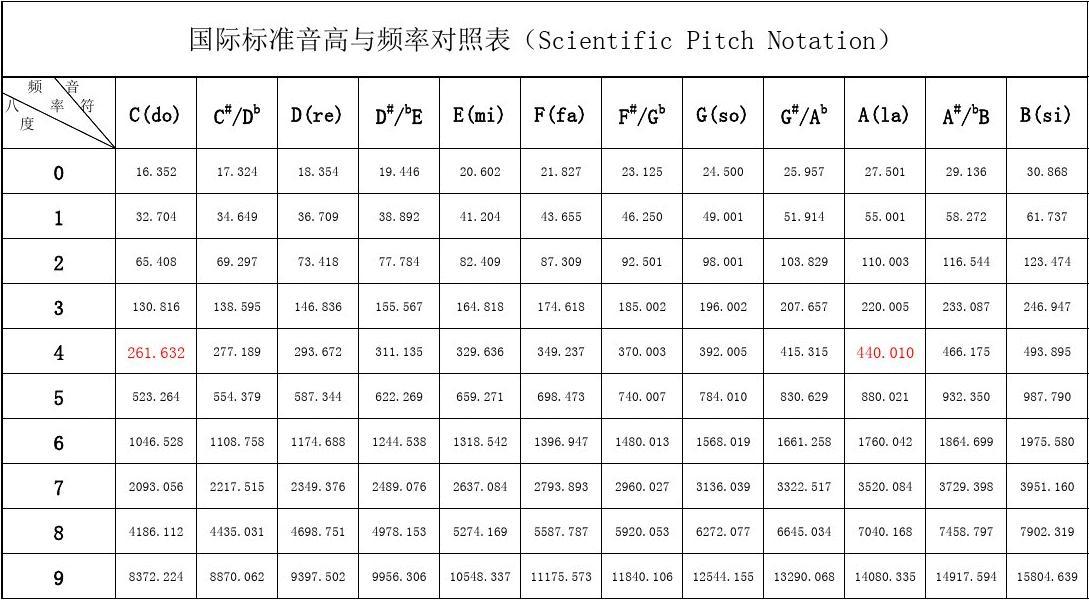 国际标准音高与频率对照表（Scientific Pitch Notation）
频率 音符 八度 C(do) C#/Db D(re) D#/bE E(mi) F(fa) F#/Gb G(so) G#/Ab A(la) A#/bB B(si)
0 16.352 17.324 18.354 19.446 20.602 21.827 23.125 24.500 25.957 27.501 29.136 30.868
1 32.704 34.649 36.709 38.892 41.204 43.655 46.250 49.001 51.914 55.001 58.272 61.737
2 65.408 69.297 73.418 77.784 82.409 87.309 92.501 98.001 103.829 110.003 116.544 123.474
3 130.816 138.595 146.836 155.567 164.818 174.618 185.002 196.002 207.657 220.005 233.087 246.947
4 261.632 277.189 293.672 311.135 329.636 349.237 370.003 392.005 415.315 440.010 466.175 493.895
5 523.264 554.379 587.344 622.269 659.271 698.473 740.007 784.010 830.629 880.021 932.350 987.790
6 1046.528 1108.758 1174.688 1244.538 1318.542 1396.947 1480.013 1568.019 1661.258 1760.042 1864.699 1975.580
7 2093.056 2217.515 2349.376 2489.076 2637.084 2793.893 2960.027 3136.039 3322.517 3520.084 3729.398 3951.160
8 4186.112 4435.031 4698.751 4978.153 5274.169 5587.787 5920.053 6272.077 6645.034 7040.168 7458.797 7902.319
9 8372.224 8870.062 9397.502 9956.306 10548.337 11175.573 11840.106 12544.155 13290.068 14080.335 14917.594 15804.639